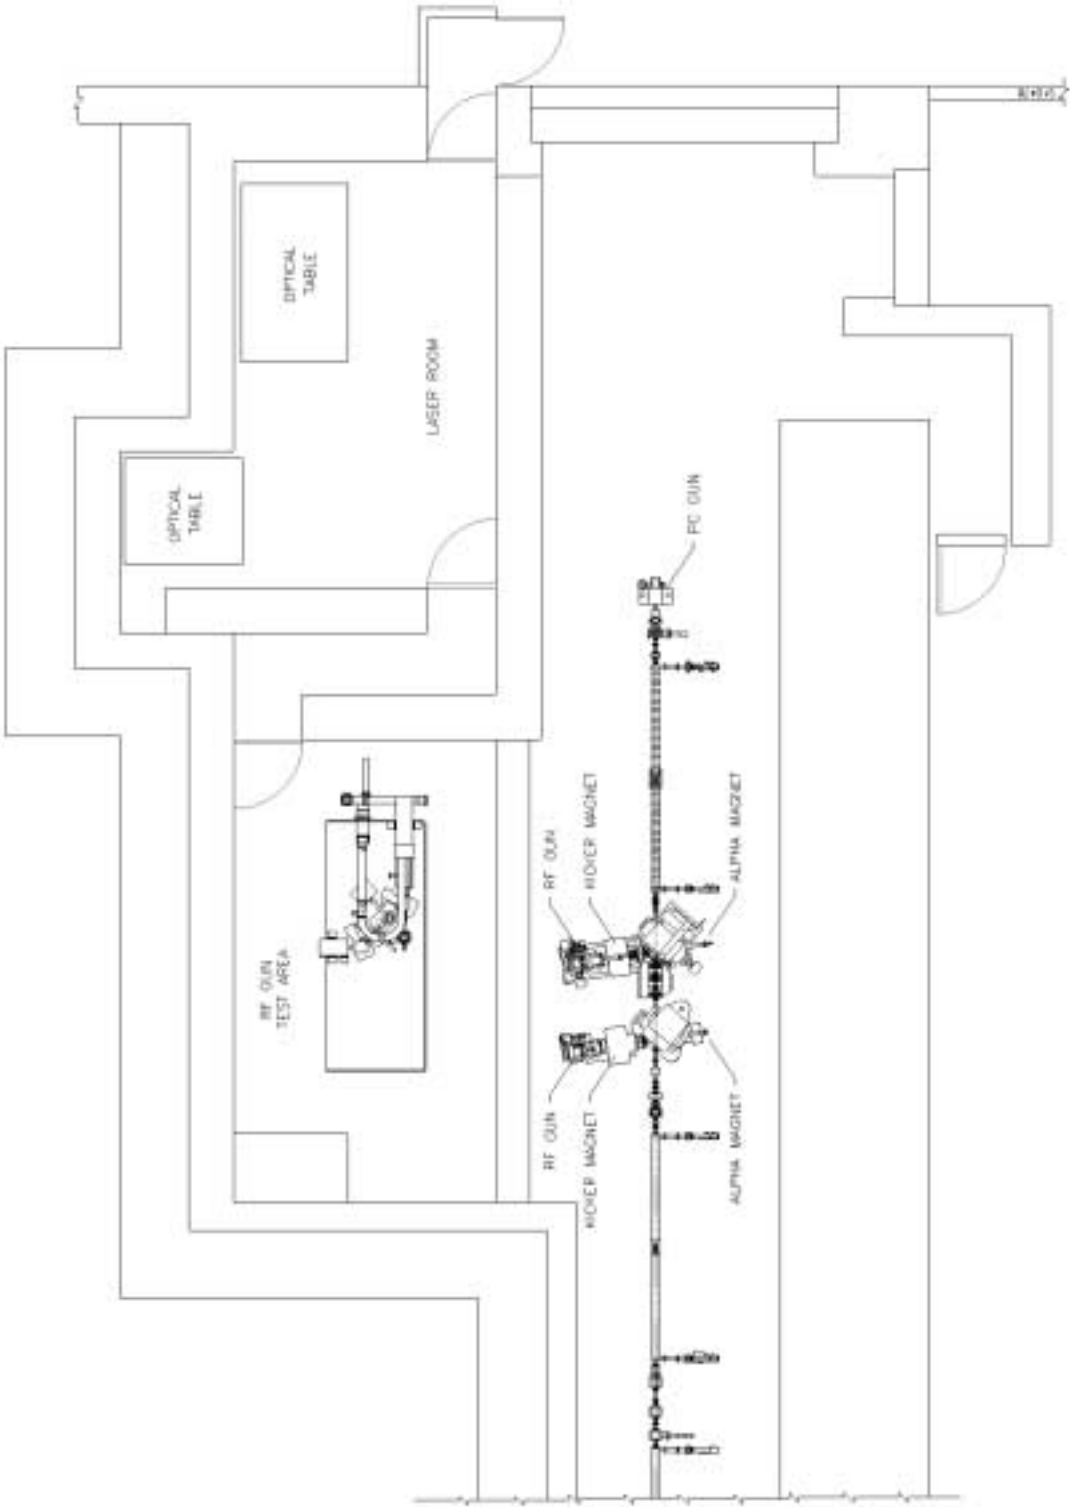 OPTICAL
TABLE
LASER ROOM
OPTICAL
TABLE
PC GUN
RF GUN
KICKER MAGNET
ALPHA MAGNET
RF GUN
TEST AREA
RF GUN
KICKER MAGNET
ALPHA MAGNET